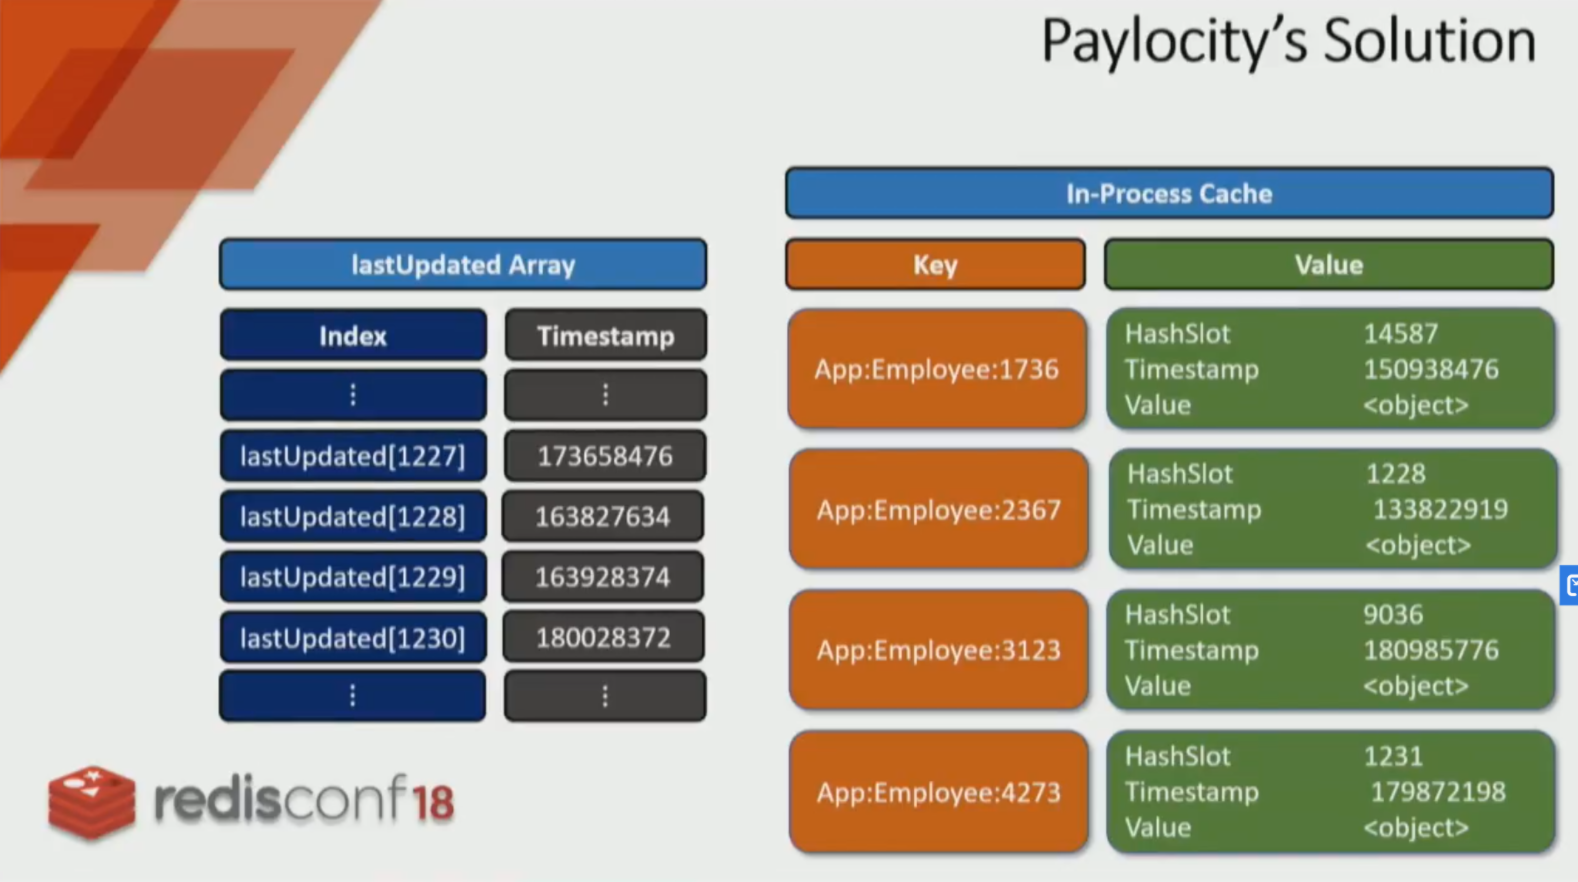 Paylocity's Solution
lastUpdated Array
Index Timestamp
⋮ ⋮
lastUpdated[1227] 173658476
lastUpdated[1228] 163827634
lastUpdated[1229] 163928374
lastUpdated[1230] 180028372
⋮ ⋮
In-Process Cache
Key Value
App:Employee:1736
HashSlot 14587
Timestamp 150938476
Value <object>
App:Employee:2367
HashSlot 1228
Timestamp 133822919
Value <object>
App:Employee:3123
HashSlot 9036
Timestamp 180985776
Value <object>
App:Employee:4273
HashSlot 1231
Timestamp 179872198
Value <object>
redisconf18